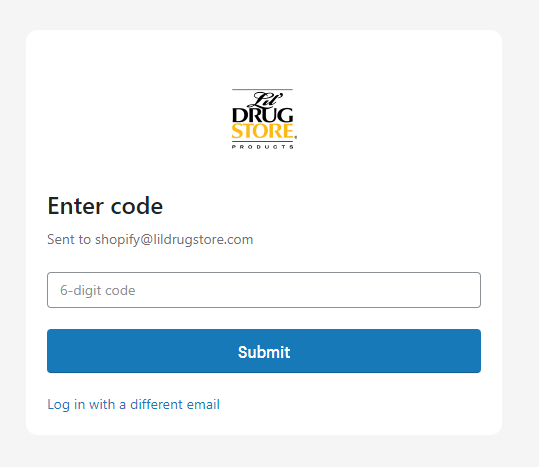 Lil'
DRUG
STORE
PRODUCTS
Enter code
Sent to shopify@lildrugstore.com
6-digit code
Submit
Log in with a different email